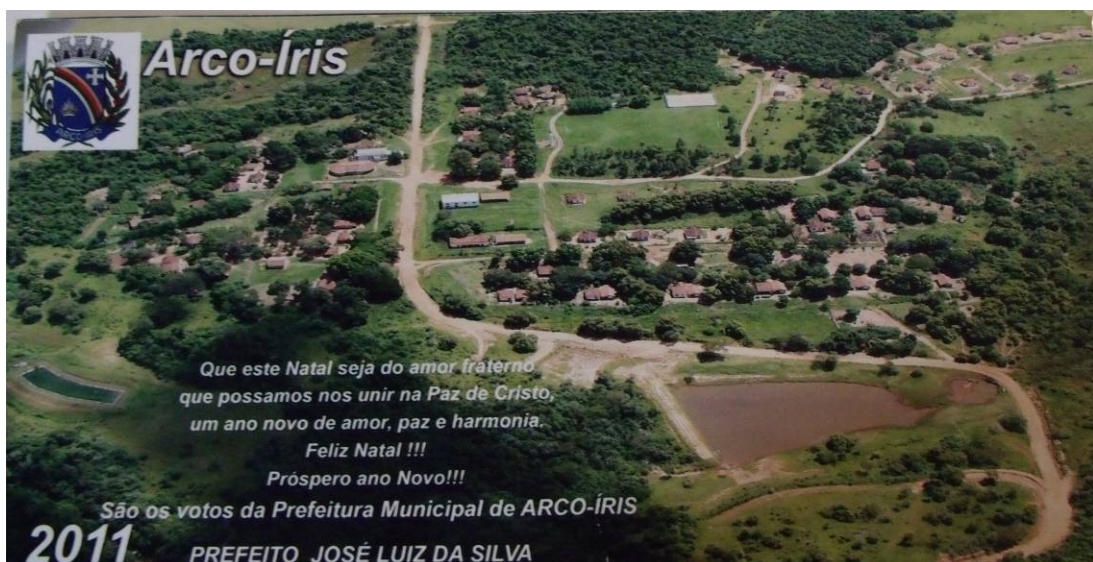 Arco-Íris
ARCO-ÍRIS
Que este Natal seja do amor fraterno
que possamos nos unir na Paz de Cristo,
um ano novo de amor, paz e harmonia.
Feliz Natal !!!
Próspero ano Novo!!!
São os votos da Prefeitura Municipal de ARCO-ÍRIS
2011
PREFEITO JOSÉ LUIZ DA SILVA